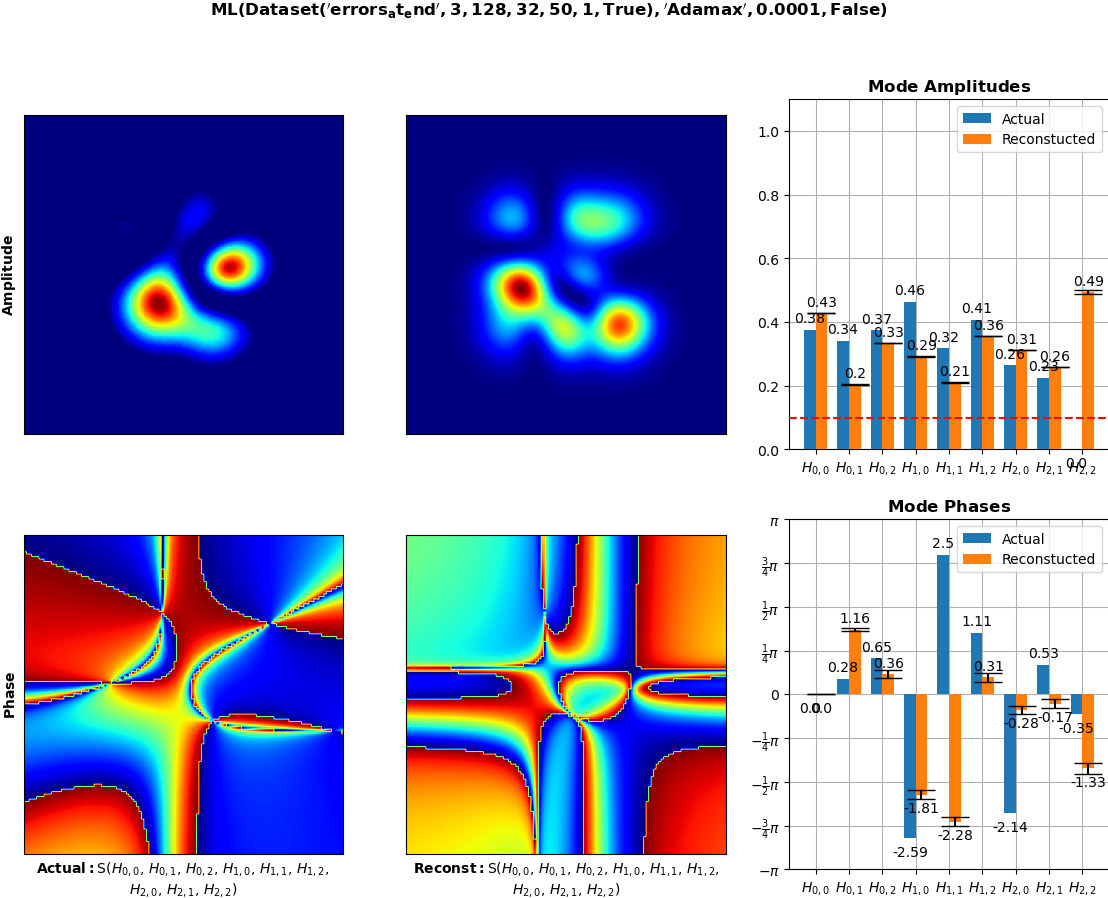 ML(Dataset('errors_at_end', 3, 128, 32, 50, 1, True), 'Adamax', 0.0001, False)
Amplitude
Mode Amplitudes
Actual
Reconstucted
1.0
0.8
0.6
0.4
0.2
0.0
0.38
0.43
0.34
0.2
0.37
0.33
0.46
0.29
0.32
0.21
0.41
0.36
0.26
0.31
0.23
0.26
0.0
0.49
H0,0 H0,1 H0,2 H1,0 H1,1 H1,2 H2,0 H2,1 H2,2
Phase
Actual: S(H0,0, H0,1, H0,2, H1,0, H1,1, H1,2,
H2,0, H2,1, H2,2)
Reconst: S(H0,0, H0,1, H0,2, H1,0, H1,1, H1,2,
H2,0, H2,1, H2,2)
Mode Phases
Actual
Reconstucted
π
3/4π
1/2π
1/4π
0
−1/4π
−1/2π
−3/4π
−π
0.0
0.0
0.28
1.16
0.65
0.36
-2.59
-1.81
2.5
-2.28
1.11
0.31
-2.14
-0.28
0.53
-0.17
-0.35
-1.33
H0,0 H0,1 H0,2 H1,0 H1,1 H1,2 H2,0 H2,1 H2,2